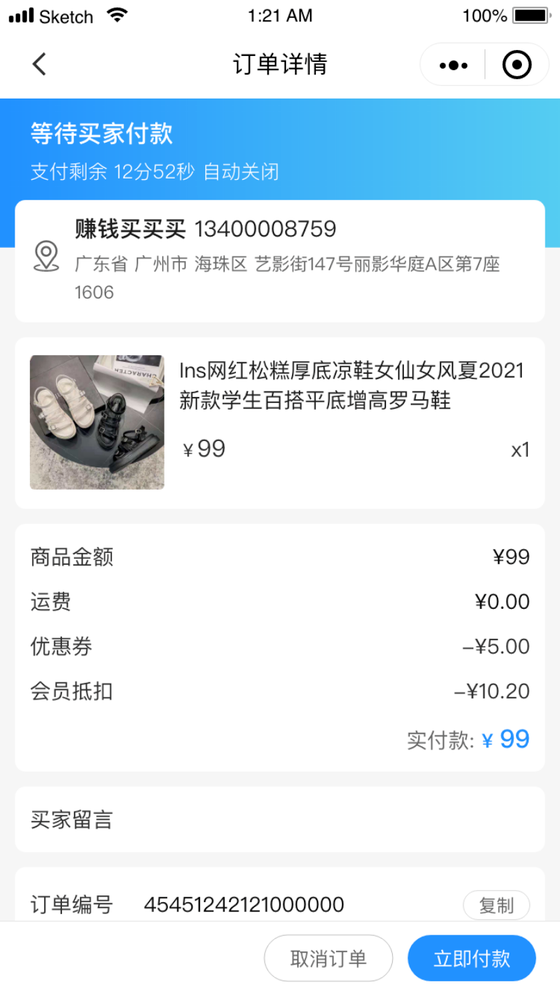 Sketch 1:21 AM 100%
订单详情
等待买家付款
支付剩余 12分52秒 自动关闭
赚钱买买买 13400008759
广东省 广州市 海珠区 艺影街147号丽影华庭A区第7座
1606
Ins网红松糕厚底凉鞋女仙女风夏2021
新款学生百搭平底增高罗马鞋
CHARACTER
¥99 x1
商品金额 ¥99
运费 ¥0.00
优惠券 –¥5.00
会员抵扣 –¥10.20
实付款: ¥ 99
买家留言
订单编号 45451242121000000 复制
取消订单 立即付款